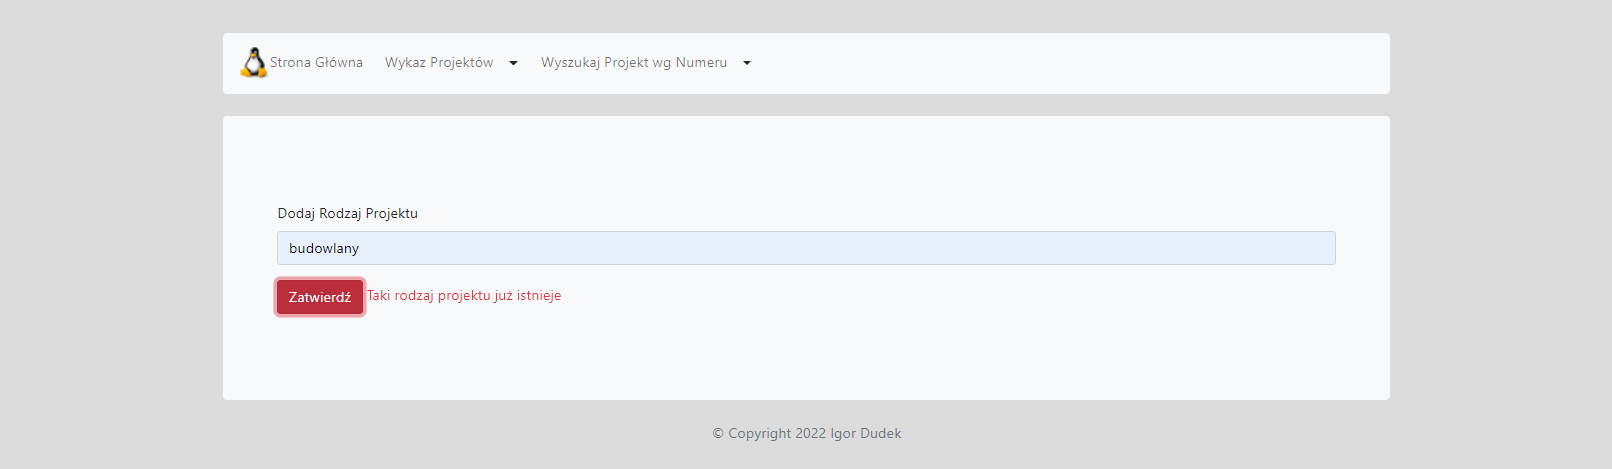 Strona Główna Wykaz Projektów Wyszukaj Projekt wg Numeru
Dodaj Rodzaj Projektu
budowlany
Zatwierdź Taki rodzaj projektu już istnieje
© Copyright 2022 Igor Dudek